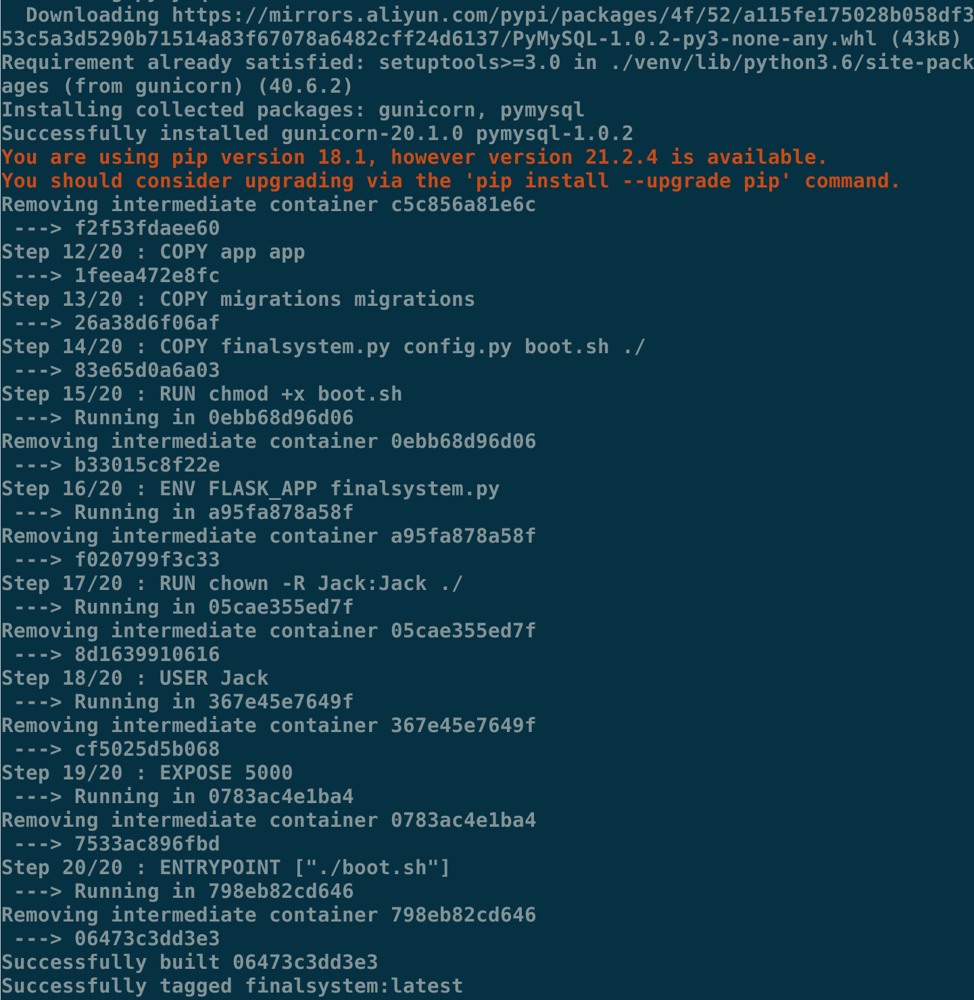 Downloading https://mirrors.aliyun.com/pypi/packages/4f/52/a115fe175028b058df3
53c5a3d5290b71514a83f67078a6482cff24d6137/PyMySQL-1.0.2-py3-none-any.whl (43kB)
Requirement already satisfied: setuptools>=3.0 in ./venv/lib/python3.6/site-pack
ages (from gunicorn) (40.6.2)
Installing collected packages: gunicorn, pymysql
Successfully installed gunicorn-20.1.0 pymysql-1.0.2
You are using pip version 18.1, however version 21.2.4 is available.
You should consider upgrading via the 'pip install --upgrade pip' command.
Removing intermediate container c5c856a81e6c
 ---> f2f53fdaee60
Step 12/20 : COPY app app
 ---> 1feea472e8fc
Step 13/20 : COPY migrations migrations
 ---> 26a38d6f06af
Step 14/20 : COPY finalsystem.py config.py boot.sh ./
 ---> 83e65d0a6a03
Step 15/20 : RUN chmod +x boot.sh
 ---> Running in 0ebb68d96d06
Removing intermediate container 0ebb68d96d06
 ---> b33015c8f22e
Step 16/20 : ENV FLASK_APP finalsystem.py
 ---> Running in a95fa878a58f
Removing intermediate container a95fa878a58f
 ---> f020799f3c33
Step 17/20 : RUN chown -R Jack:Jack ./
 ---> Running in 05cae355ed7f
Removing intermediate container 05cae355ed7f
 ---> 8d1639910616
Step 18/20 : USER Jack
 ---> Running in 367e45e7649f
Removing intermediate container 367e45e7649f
 ---> cf5025d5b068
Step 19/20 : EXPOSE 5000
 ---> Running in 0783ac4e1ba4
Removing intermediate container 0783ac4e1ba4
 ---> 7533ac896fbd
Step 20/20 : ENTRYPOINT ["./boot.sh"]
 ---> Running in 798eb82cd646
Removing intermediate container 798eb82cd646
 ---> 06473c3dd3e3
Successfully built 06473c3dd3e3
Successfully tagged finalsystem:latest